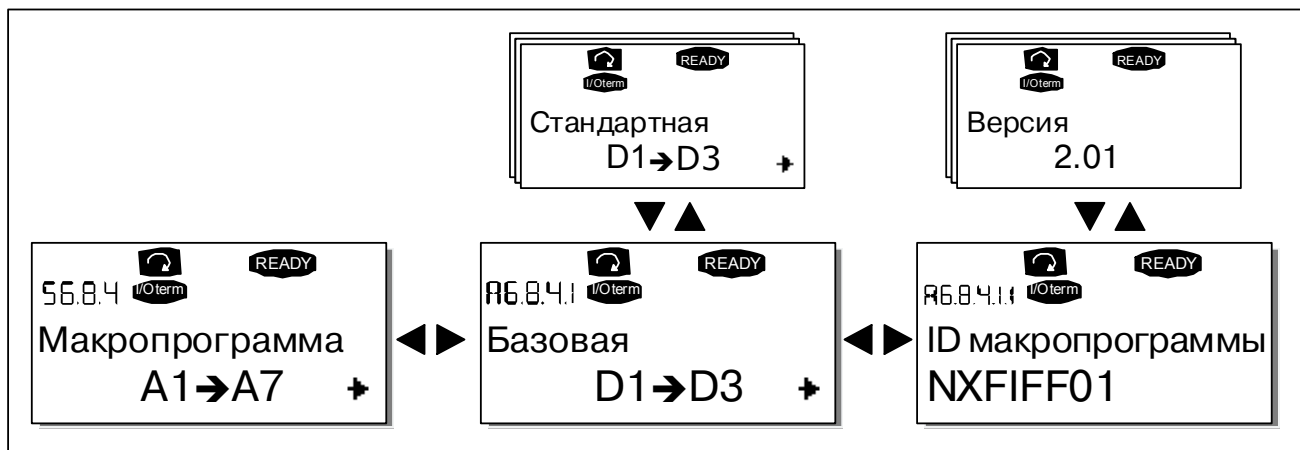 READY
I/Oterm
Стандартная
D1➔D3
READY
I/Oterm
Версия
2.01
READY
S6.8.4 I/Oterm
Макропрограмма
A1➔A7
READY
A6.8.4.1 I/Oterm
Базовая
D1➔D3
READY
A6.8.4.1.1 I/Oterm
ID макропрограммы
NXFIFF01